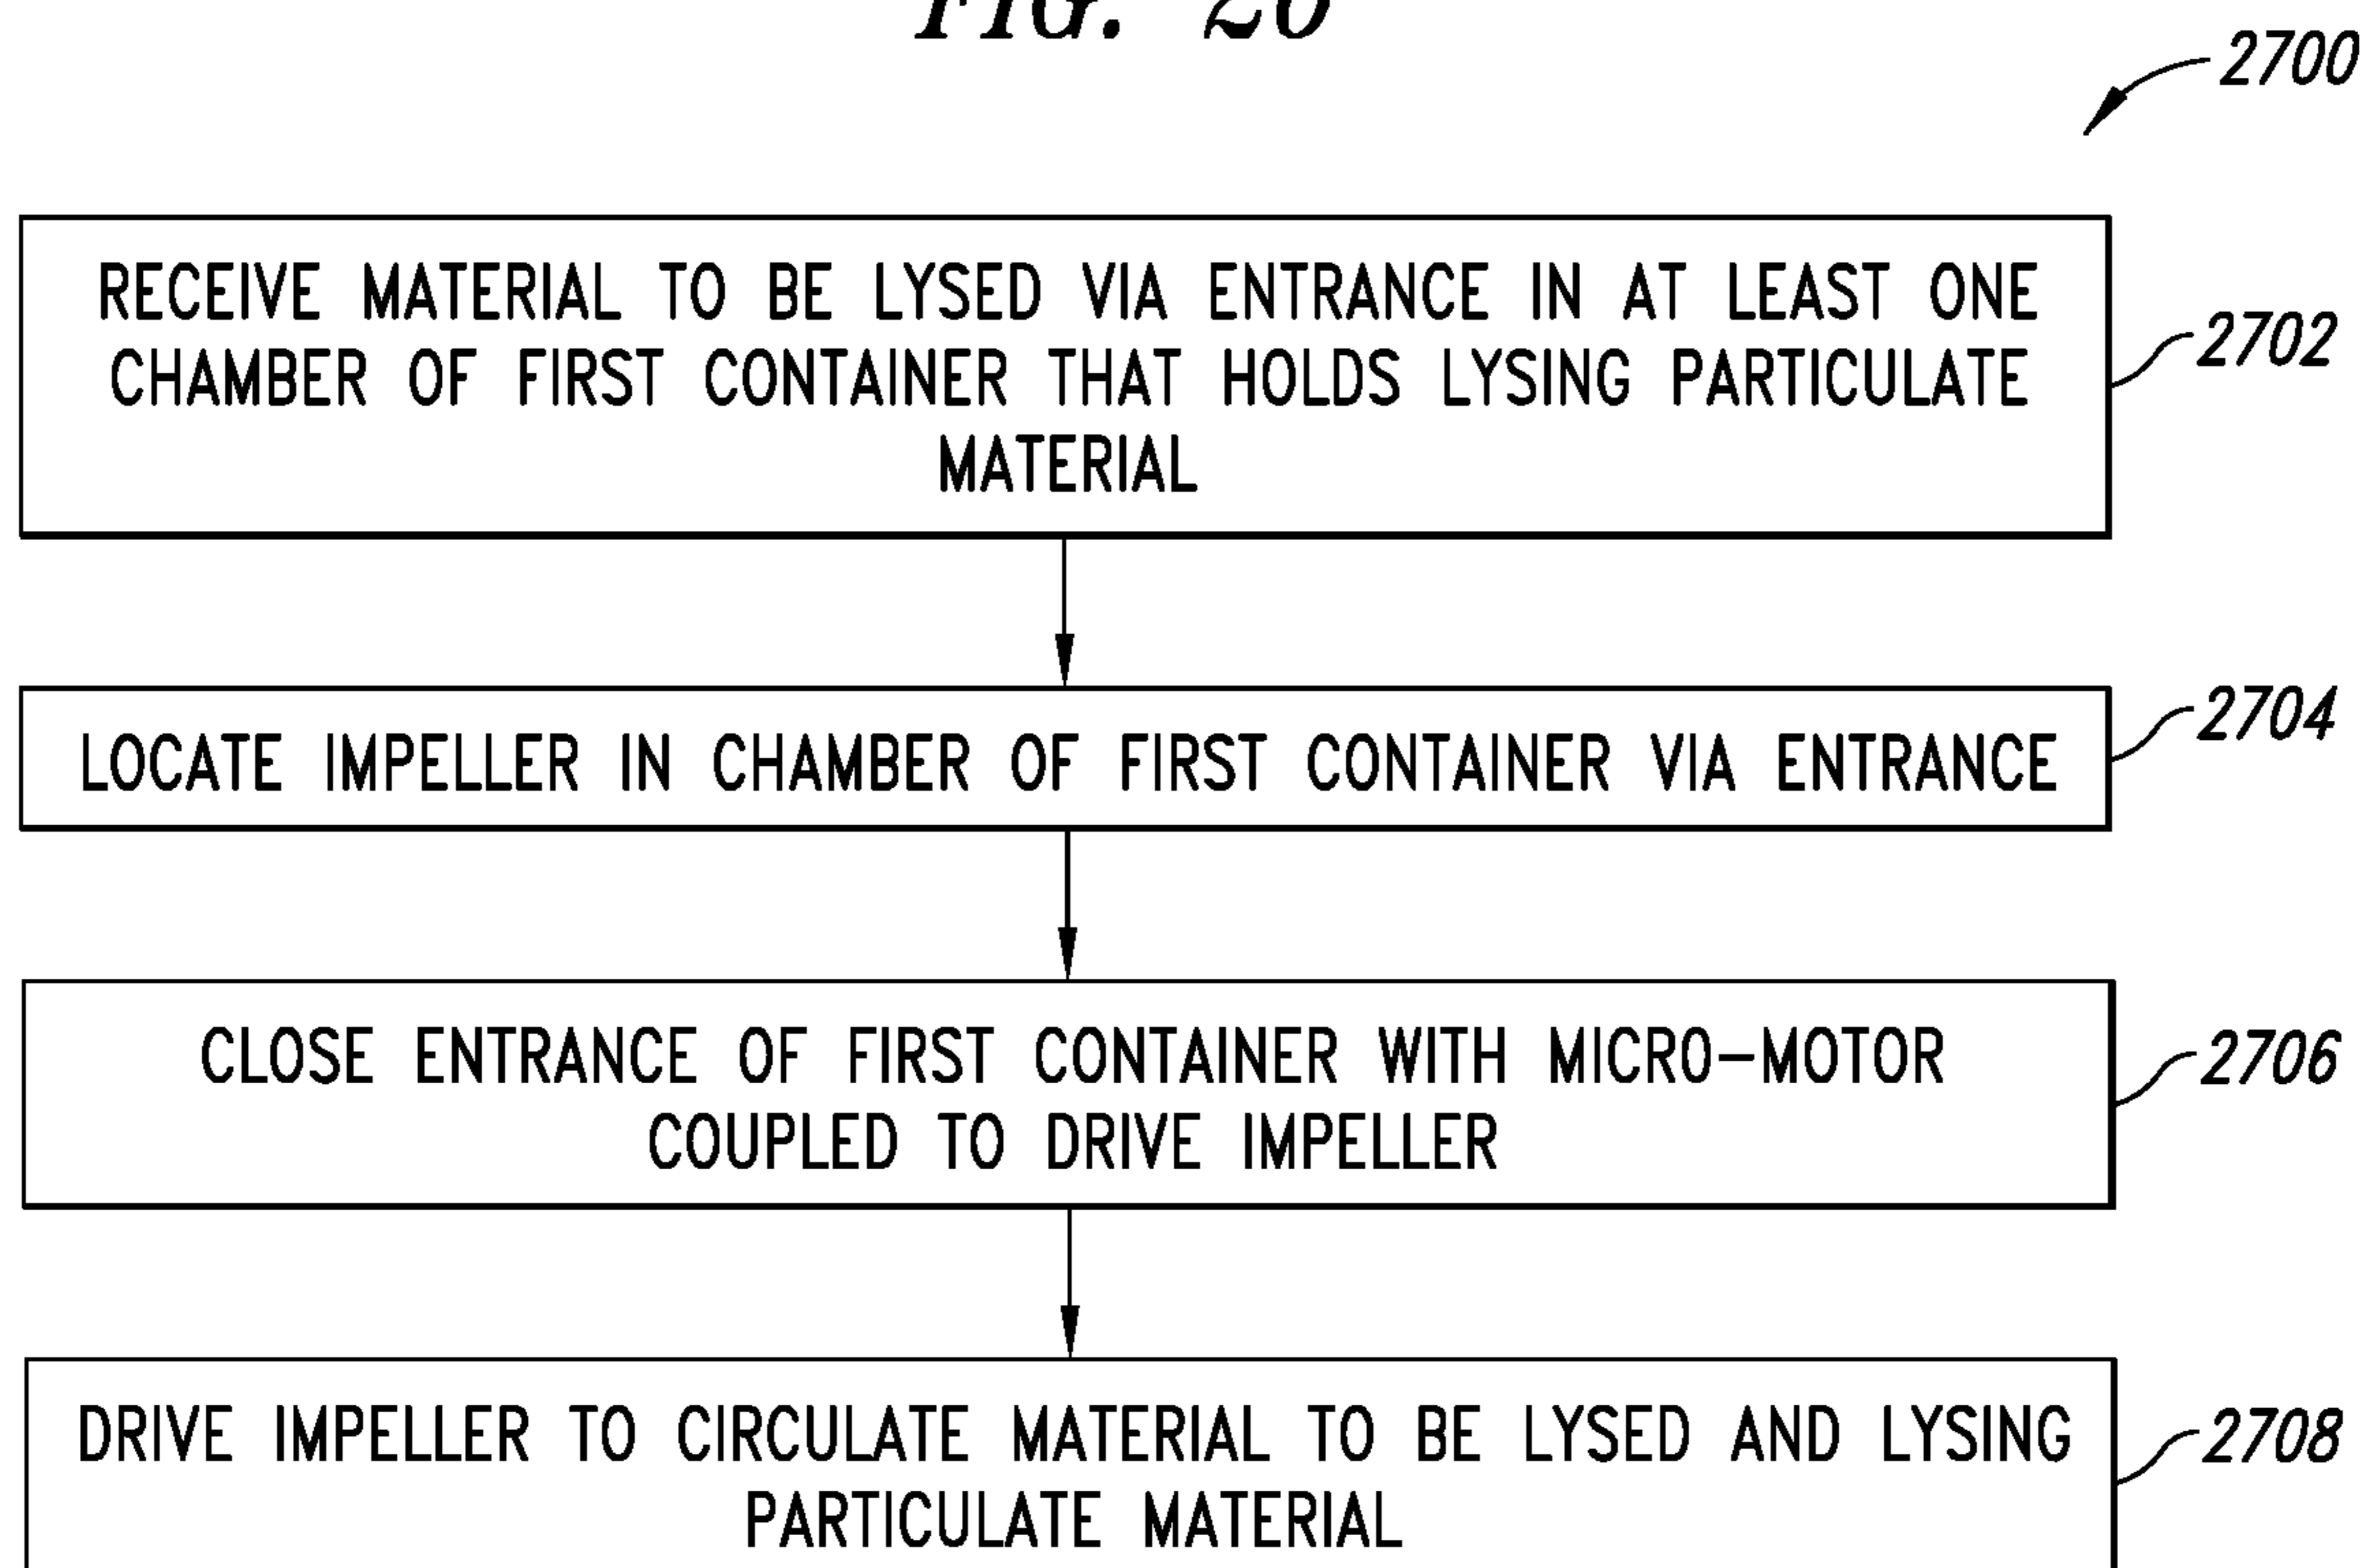 FIG. 26
2700
RECEIVE MATERIAL TO BE LYSED VIA ENTRANCE IN AT LEAST ONE
CHAMBER OF FIRST CONTAINER THAT HOLDS LYSING PARTICULATE
MATERIAL
2702
LOCATE IMPELLER IN CHAMBER OF FIRST CONTAINER VIA ENTRANCE
2704
CLOSE ENTRANCE OF FIRST CONTAINER WITH MICRO-MOTOR
COUPLED TO DRIVE IMPELLER
2706
DRIVE IMPELLER TO CIRCULATE MATERIAL TO BE LYSED AND LYSING
PARTICULATE MATERIAL
2708